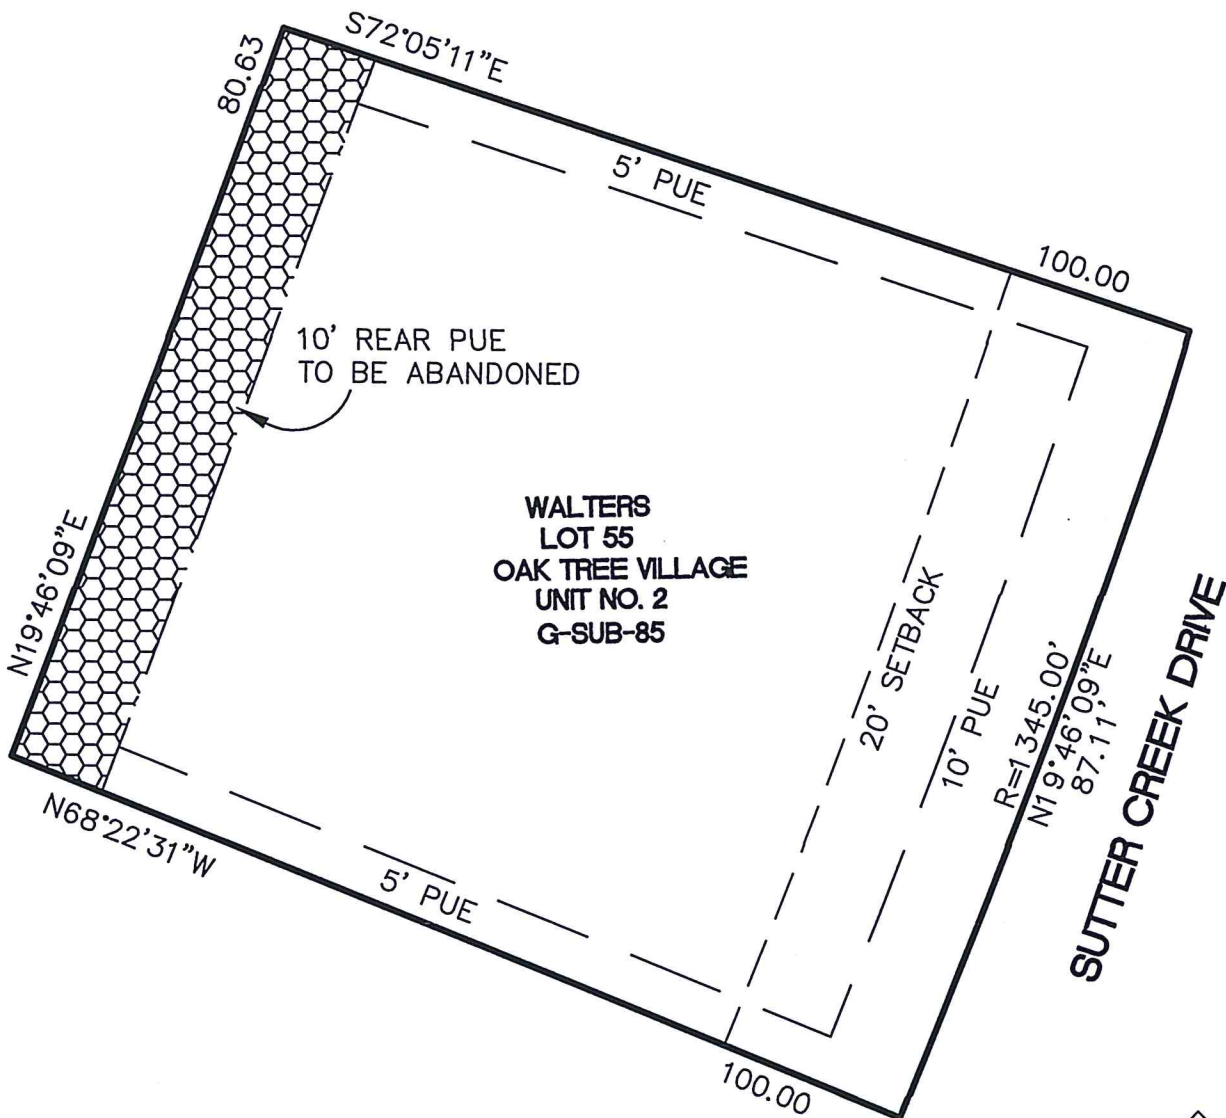 S72°05'11"E
80.63
5' PUE
100.00
10' REAR PUE
TO BE ABANDONED
WALTERS
LOT 55
OAK TREE VILLAGE
UNIT NO. 2
G-SUB-85
N19°46'09"E
20' SETBACK
10' PUE
R=1345.00'
N19°46'09"E
87.11'
SUTTER CREEK DRIVE
N68°22'31"W
5' PUE
100.00